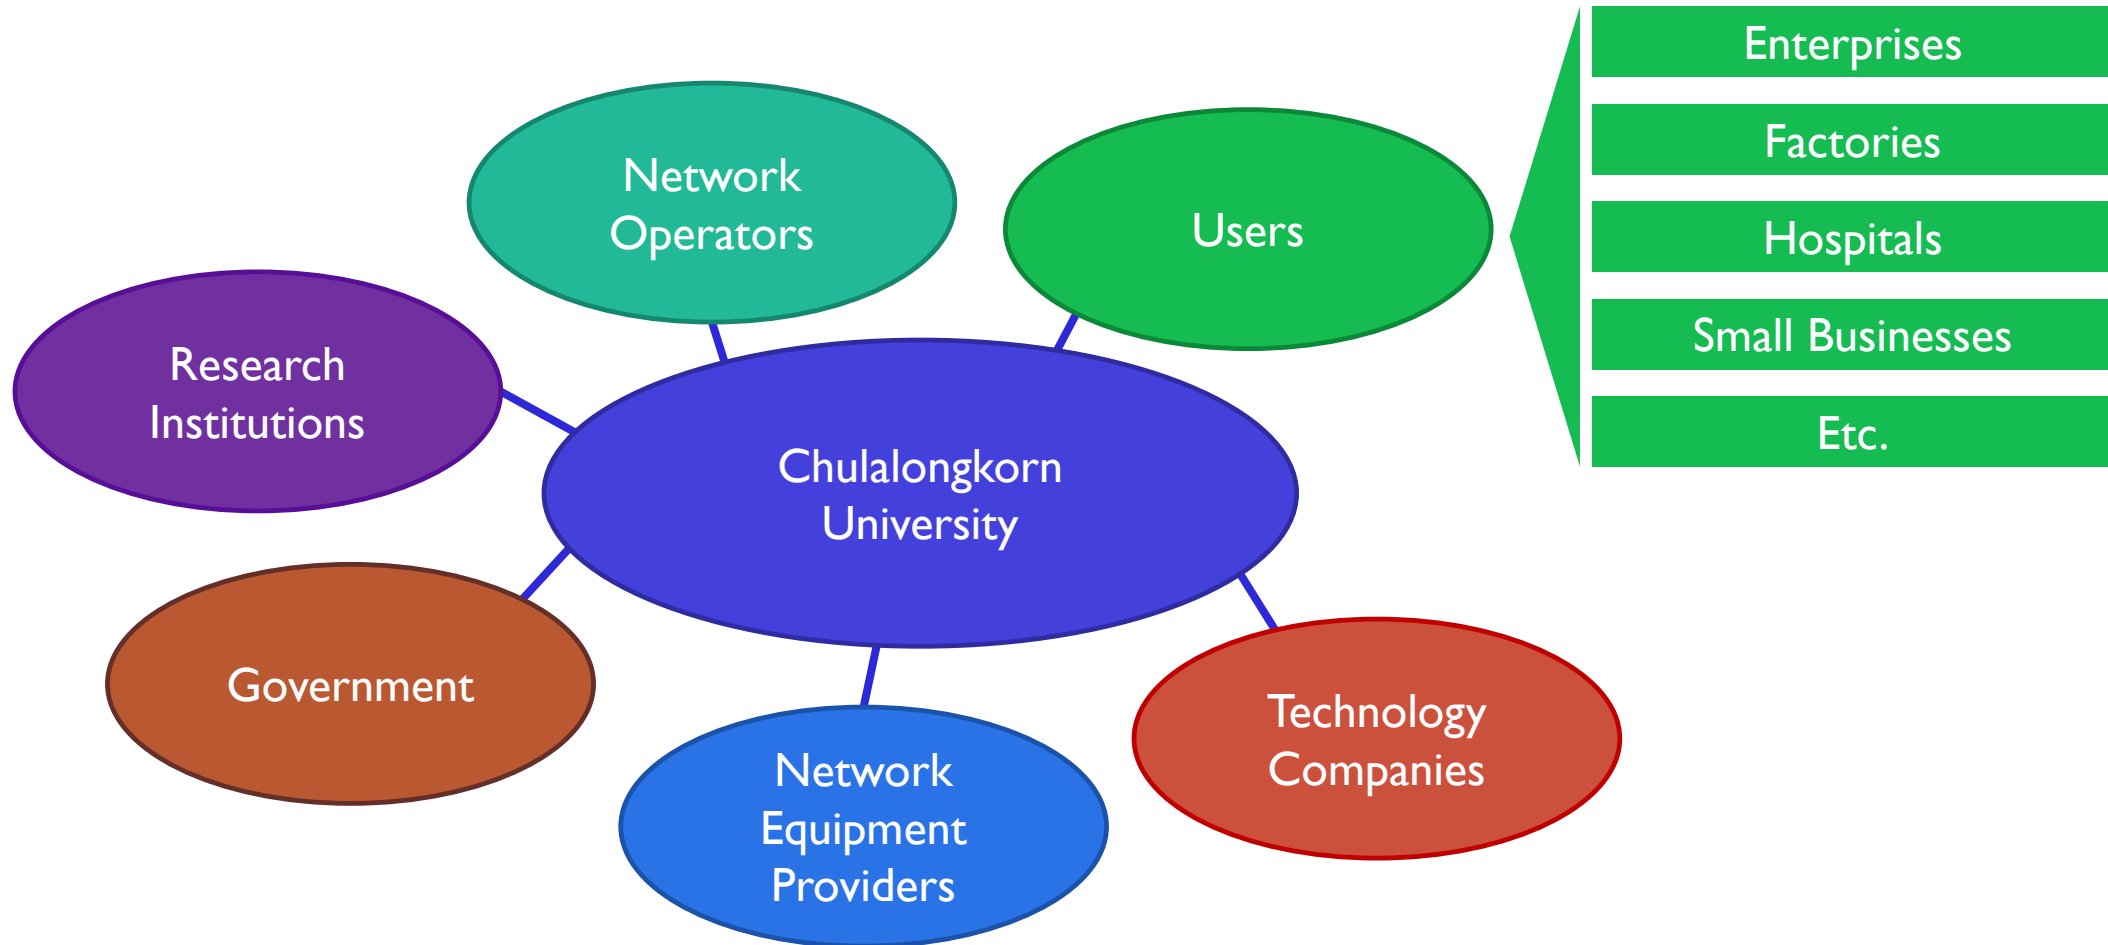 Enterprises
Factories
Hospitals
Small Businesses
Etc.
Network
Operators
Users
Research
Institutions
Chulalongkorn
University
Government
Technology
Companies
Network
Equipment
Providers